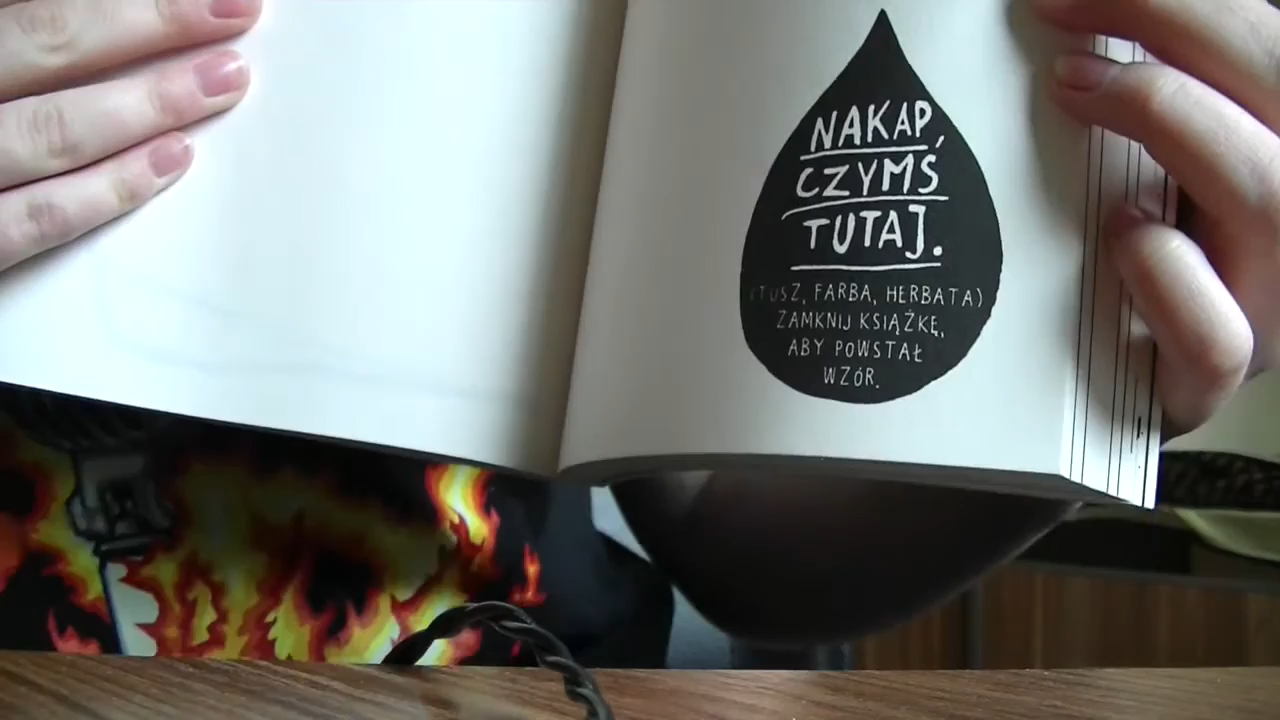 NAKAP
CZYMŚ
TUTAJ.
(TUSZ, FARBA, HERBATA)
ZAMKNIJ KSIĄŻKĘ,
ABY POWSTAŁ
WZÓR.